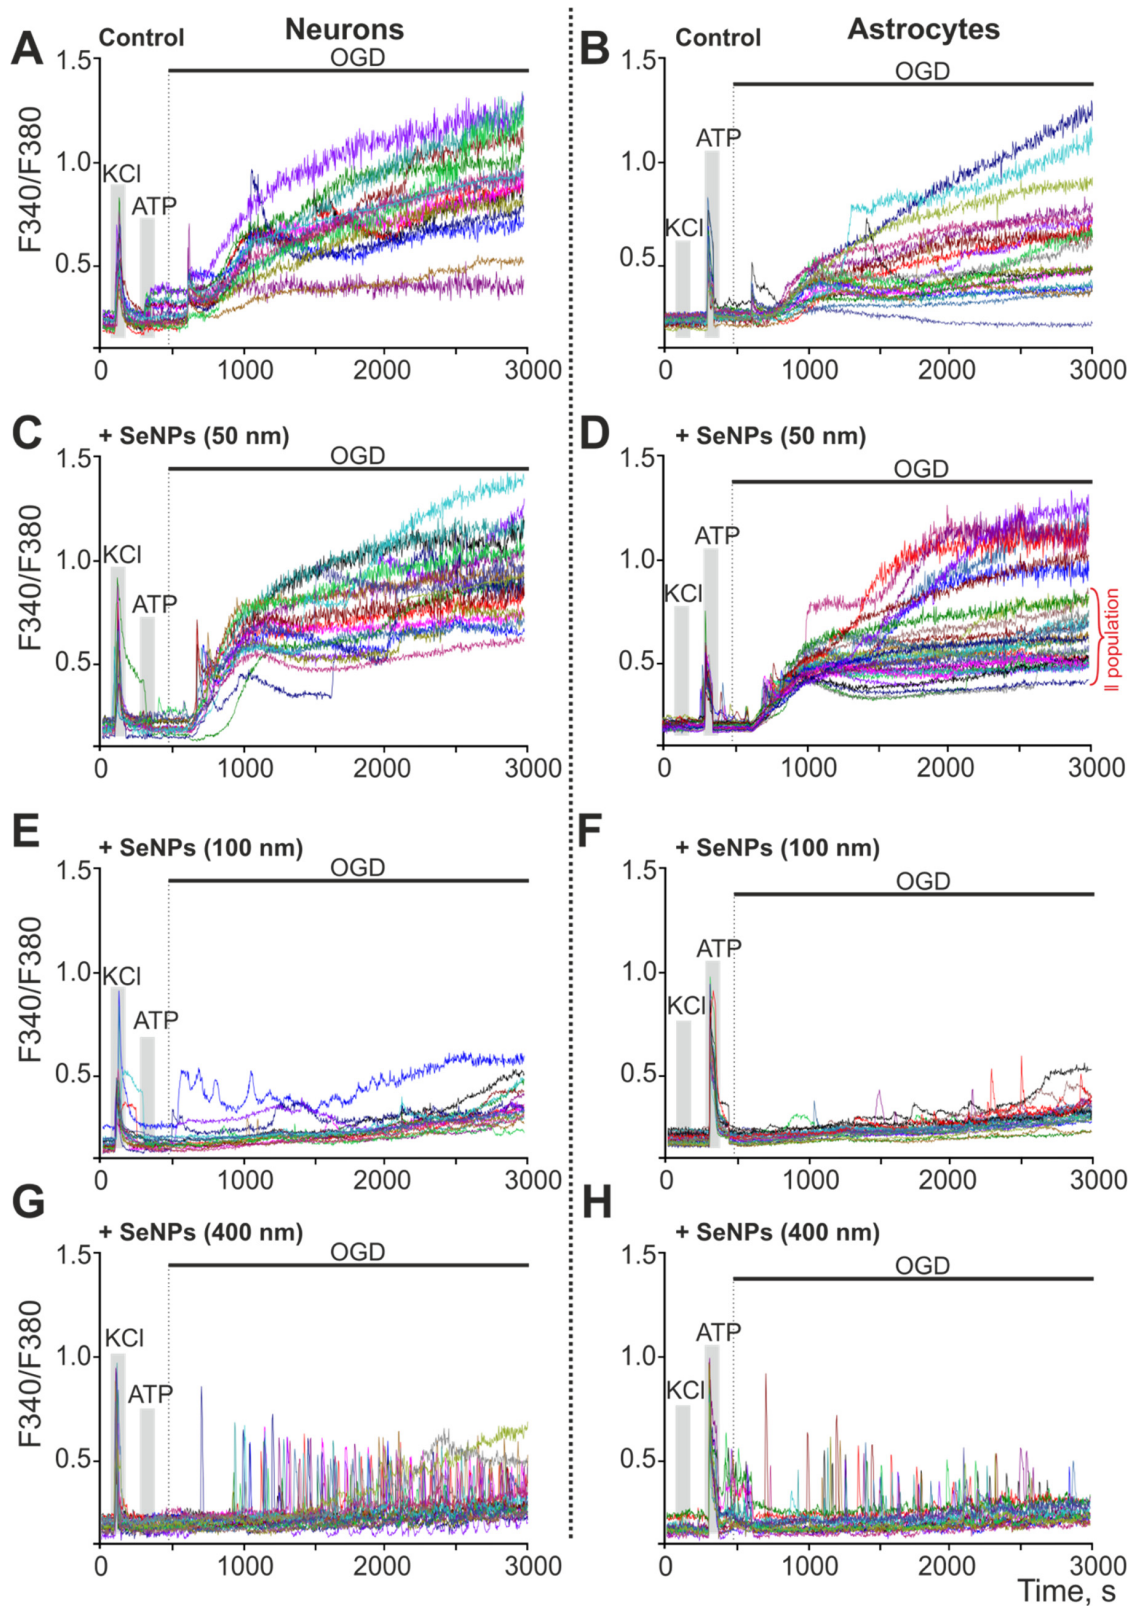 Neurons
Astrocytes
A
Control
OGD
F340/F380
1.5
1.0
0.5
KCl
ATP
0
1000
2000
3000
B
Control
OGD
1.5
1.0
0.5
KCl
ATP
0
1000
2000
3000
C
+ SeNPs (50 nm)
OGD
F340/F380
1.5
1.0
0.5
KCl
ATP
0
1000
2000
3000
D
+ SeNPs (50 nm)
OGD
1.5
1.0
0.5
KCl
ATP
II population
0
1000
2000
3000
E
+ SeNPs (100 nm)
OGD
F340/F380
1.5
1.0
0.5
KCl
ATP
0
1000
2000
3000
F
+ SeNPs (100 nm)
OGD
1.5
1.0
0.5
KCl
ATP
0
1000
2000
3000
G
+ SeNPs (400 nm)
OGD
F340/F380
1.5
1.0
0.5
KCl
ATP
0
1000
2000
3000
H
+ SeNPs (400 nm)
OGD
1.5
1.0
0.5
KCl
ATP
0
1000
2000
3000
Time, s